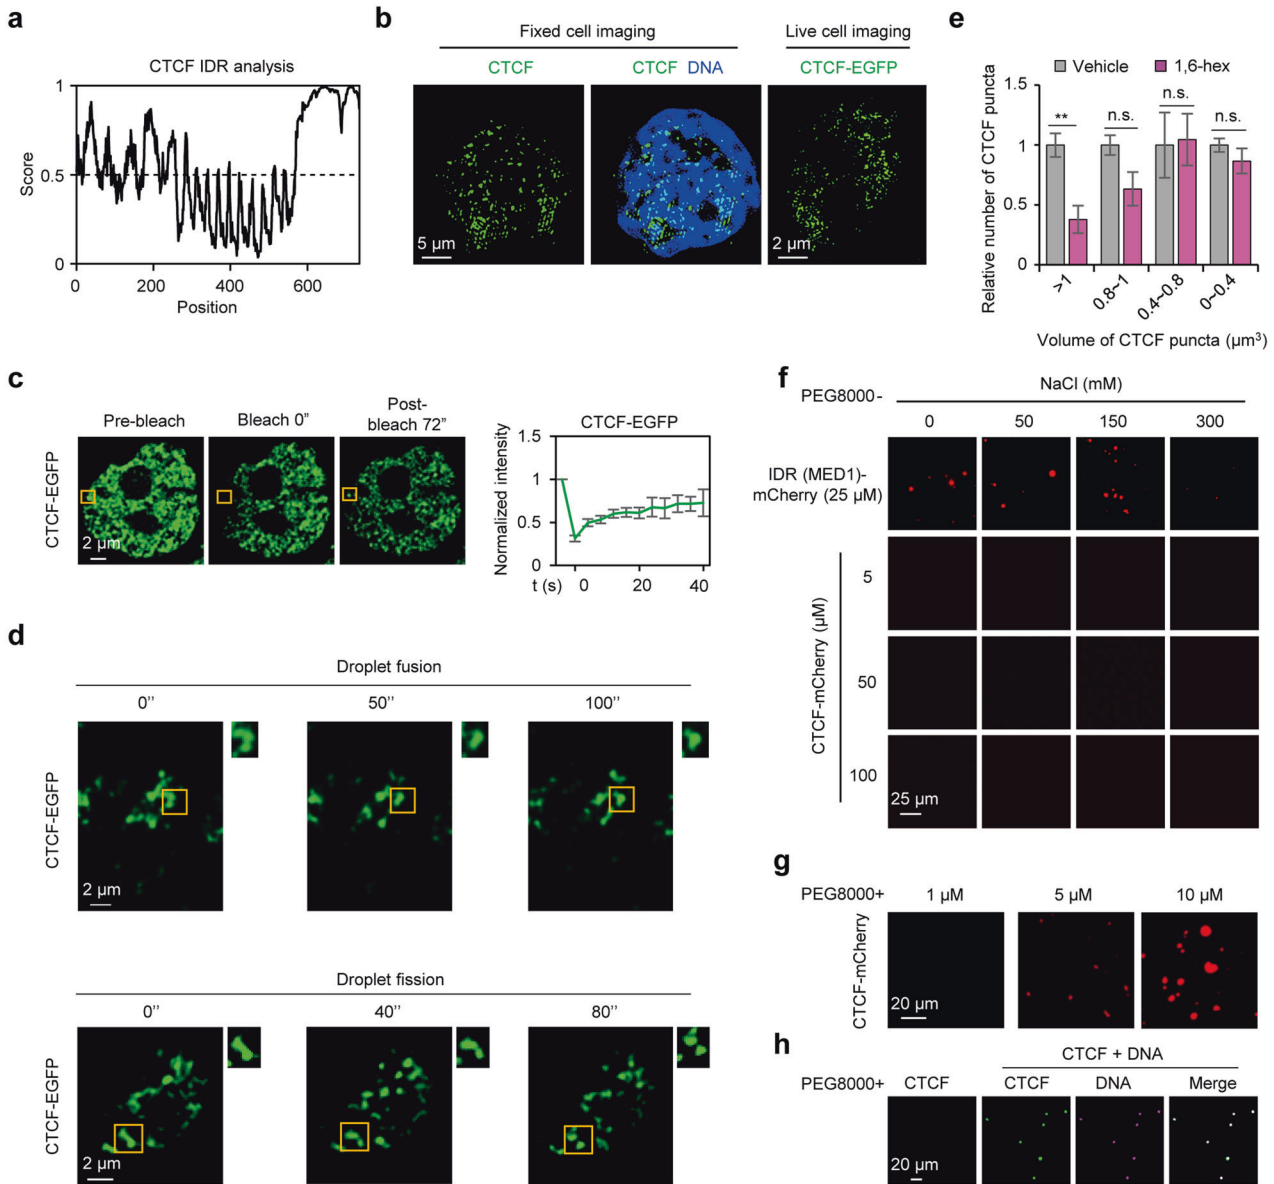 a
CTCF IDR analysis
1
0.5
0
Score
0
200
400
600
Position
b
Fixed cell imaging
Live cell imaging
CTCF
CTCF DNA
CTCF-EGFP
5 µm
2 µm
e
Vehicle
1,6-hex
1.5
1
0.5
0
Relative number of CTCF puncta
**
n.s.
n.s.
n.s.
>1
0.8~1
0.4~0.8
0~0.4
Volume of CTCF puncta (µm³)
c
Pre-bleach
Bleach 0”
Post-
bleach 72”
CTCF-EGFP
2 µm
CTCF-EGFP
1.5
1
0.5
0
Normalized intensity
t (s)
0
20
40
d
Droplet fusion
0’’
50’’
100’’
CTCF-EGFP
2 µm
Droplet fission
0’’
40’’
80’’
CTCF-EGFP
2 µm
f
NaCl (mM)
PEG8000-
0
50
150
300
IDR (MED1)-
mCherry (25 µM)
CTCF-mCherry (µM)
5
50
100
25 µm
g
PEG8000+
1 µM
5 µM
10 µM
CTCF-mCherry
20 µm
h
CTCF + DNA
PEG8000+
CTCF
CTCF
DNA
Merge
20 µm